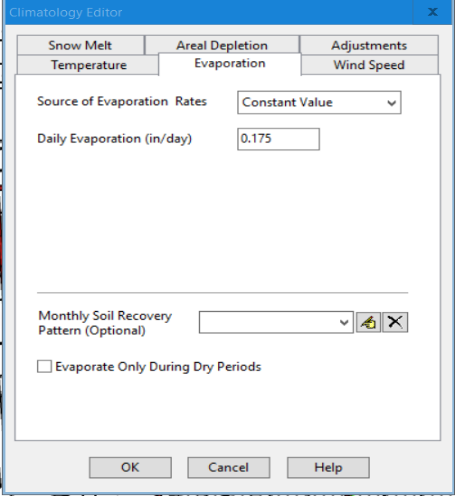 Climatology Editor x
Snow Melt Areal Depletion Adjustments
Temperature Evaporation Wind Speed
Source of Evaporation Rates Constant Value
Daily Evaporation (in/day) 0.175
Monthly Soil Recovery
Pattern (Optional)
Evaporate Only During Dry Periods
OK Cancel Help